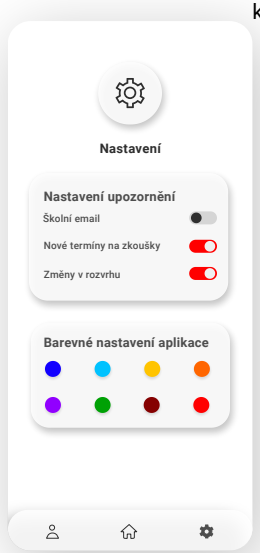 k
Nastavení
Nastavení upozornění
Školní email
Nové termíny na zkoušky
Změny v rozvrhu
Barevné nastavení aplikace